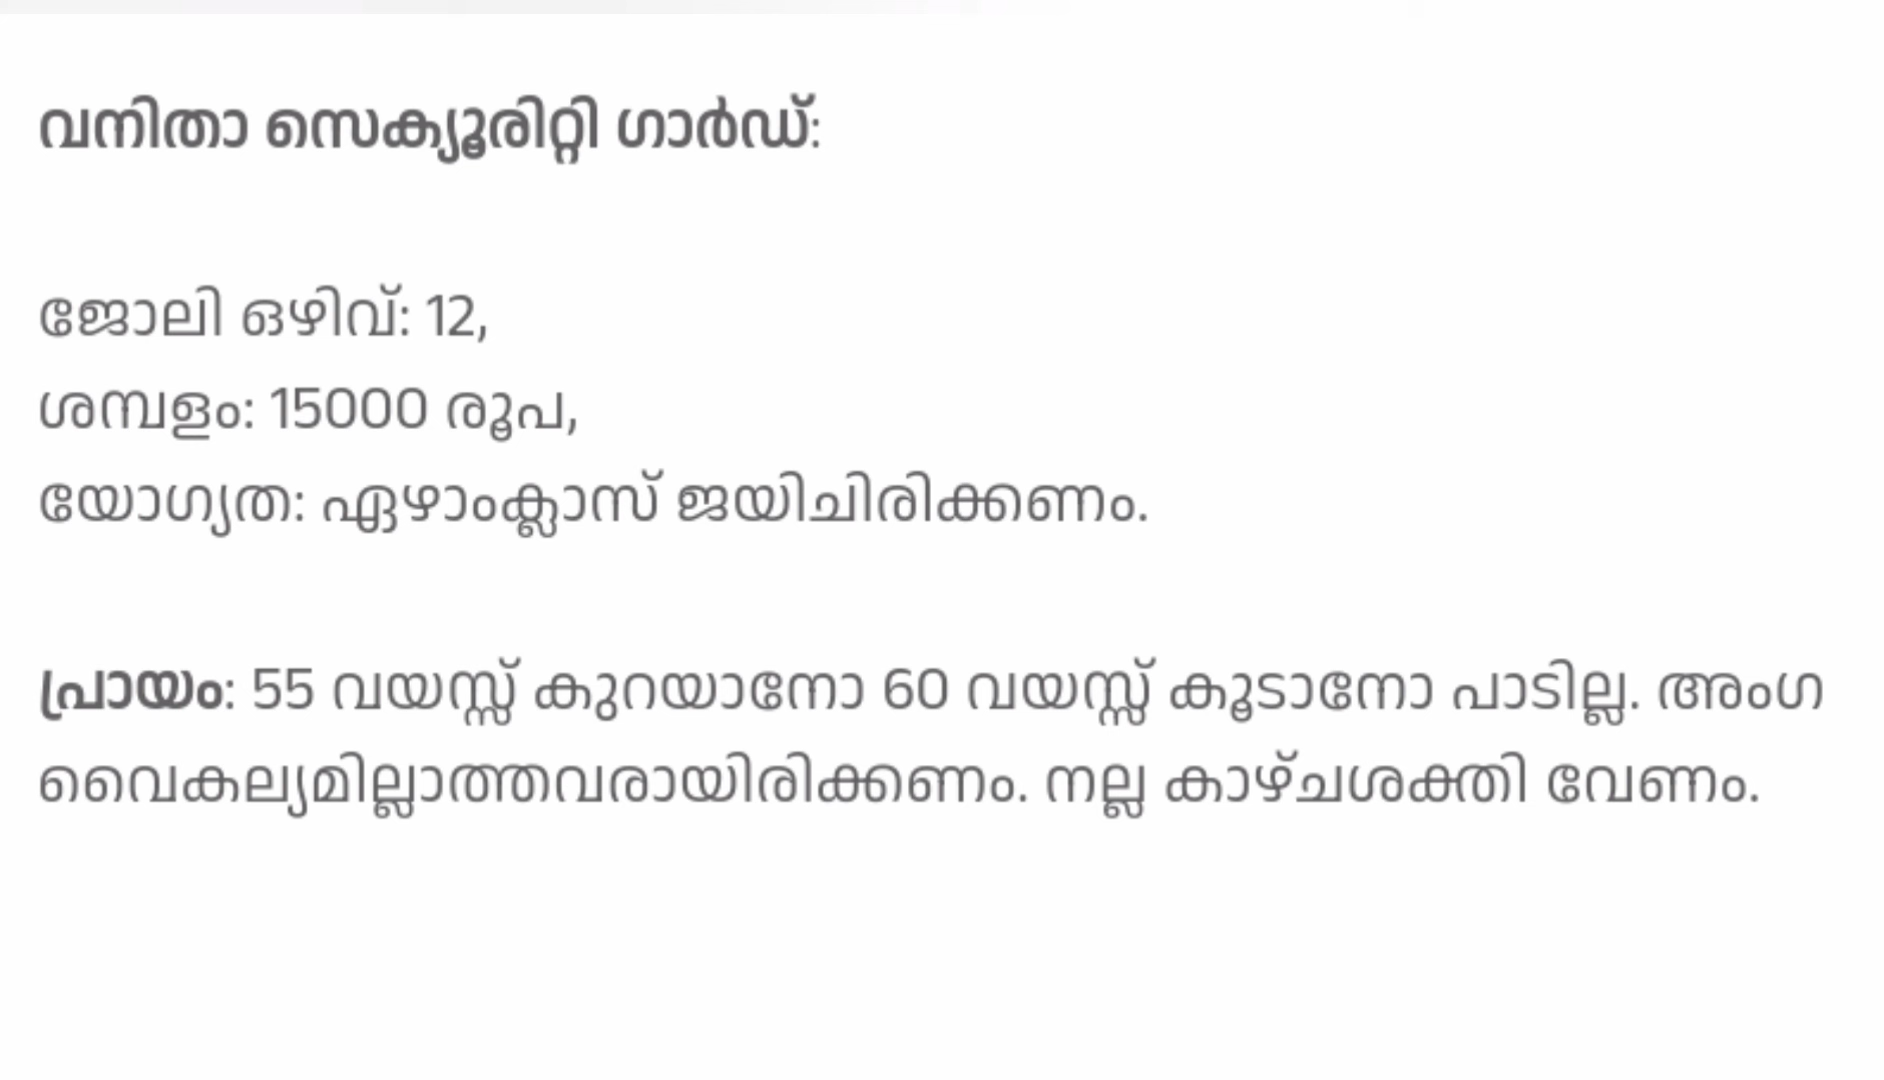 വനിതാ സെക്യൂരിറ്റി ഗാർഡ്:
ജോലി ഒഴിവ്: 12,
ശമ്പളം: 15000 രൂപ,
യോഗ്യത: ഏഴാംക്ലാസ് ജയിചിരിക്കണം.
പ്രായം: 55 വയസ്സ് കുറയാനോ 60 വയസ്സ് കൂടാനോ പാടില്ല. അംഗ
വൈകല്യമില്ലാത്തവരായിരിക്കണം. നല്ല കാഴ്ചശക്തി വേണം.